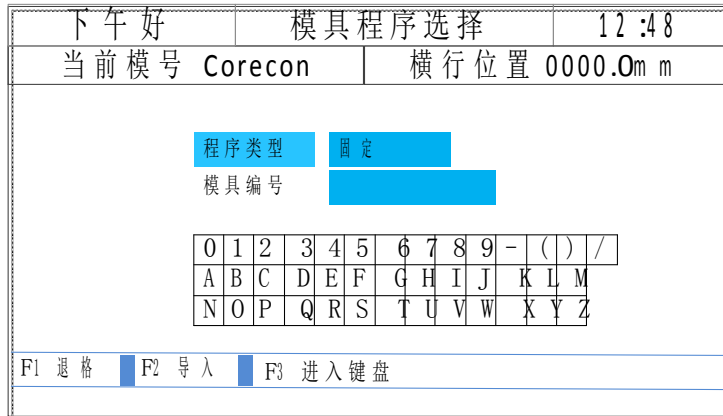 下午好 模具程序选择 12:48
当前模号 Corecon 横行位置 0000.0mm
程序类型 固定
模具编号
0 1 2 3 4 5 6 7 8 9 - ( ) /
A B C D E F G H I J K L M
N O P Q R S T U V W X Y Z
F1 退格 F2 导入 F3 进入键盘